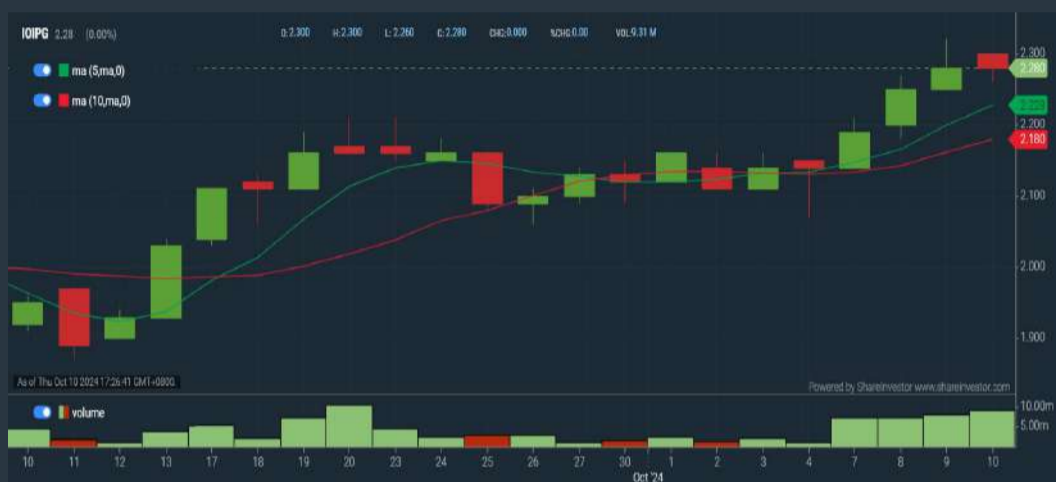 IOIPG 2.28 (0.00%) O:2.300 H:2.300 L:2.260 C:2.280 CHG:0.000 %CHG:0.00 VOL:9.31 M
ma (5,ma,0)
ma (10,ma,0)
2.300
2.280
2.228
2.200
2.180
2.100
2.000
1.900
As of Thu Oct 10 2024 17:26:41 GMT+0800.
Powered by ShareInvestor www.shareinvestor.com
volume
10.00m
5.00m
10 11 12 13 17 18 19 20 23 24 25 26 27 30 1 2 3 4 7 8 9 10
Oct '24